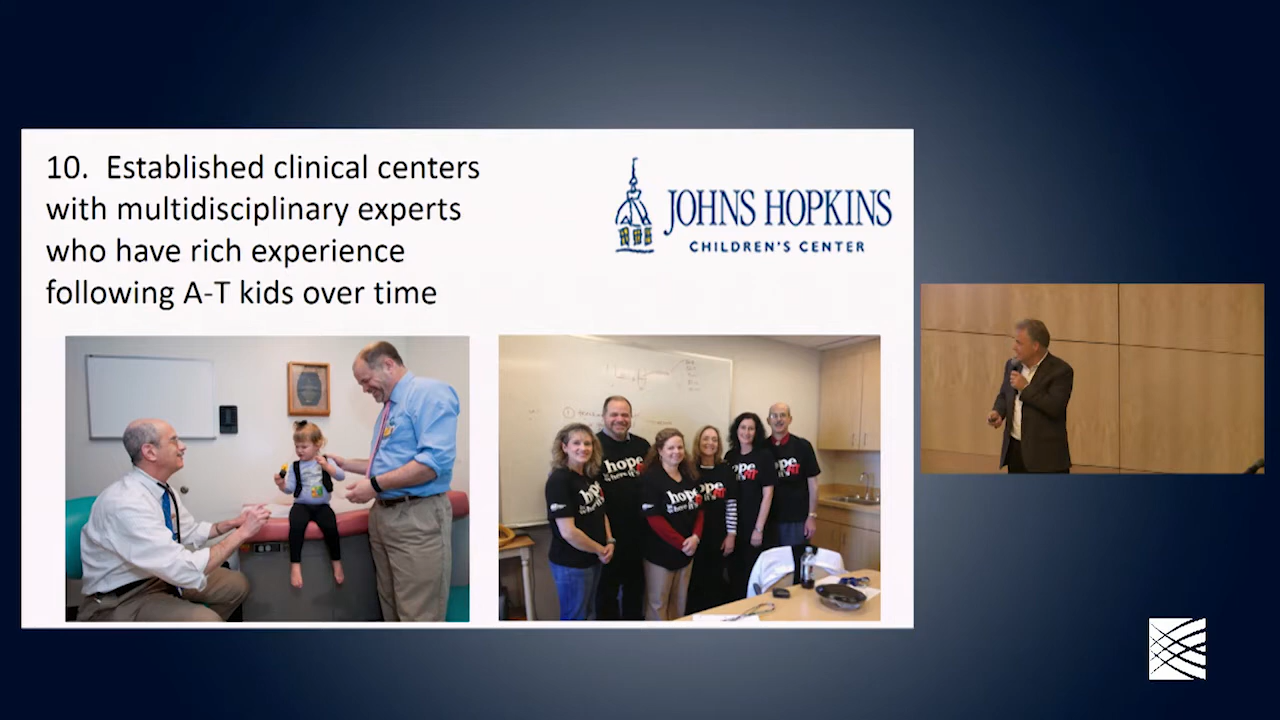 10. Established clinical centers
with multidisciplinary experts
who have rich experience
following A-T kids over time
JOHNS HOPKINS
CHILDREN'S CENTER
hope
hope
hope